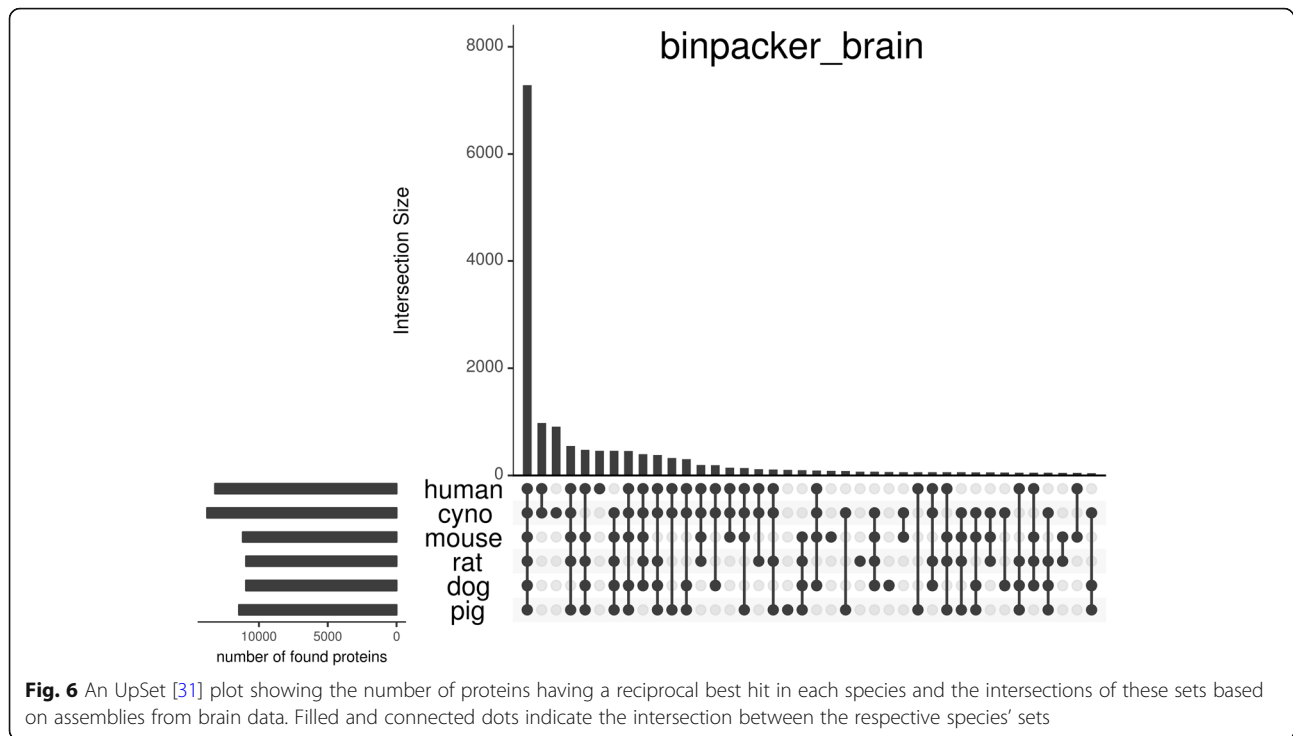 binpacker_brain
8000
6000
4000
2000
0
Intersection Size
human
cyno
mouse
rat
dog
pig
10000 5000 0
number of found proteins
Fig. 6 An UpSet [31] plot showing the number of proteins having a reciprocal best hit in each species and the intersections of these sets based
on assemblies from brain data. Filled and connected dots indicate the intersection between the respective species' sets